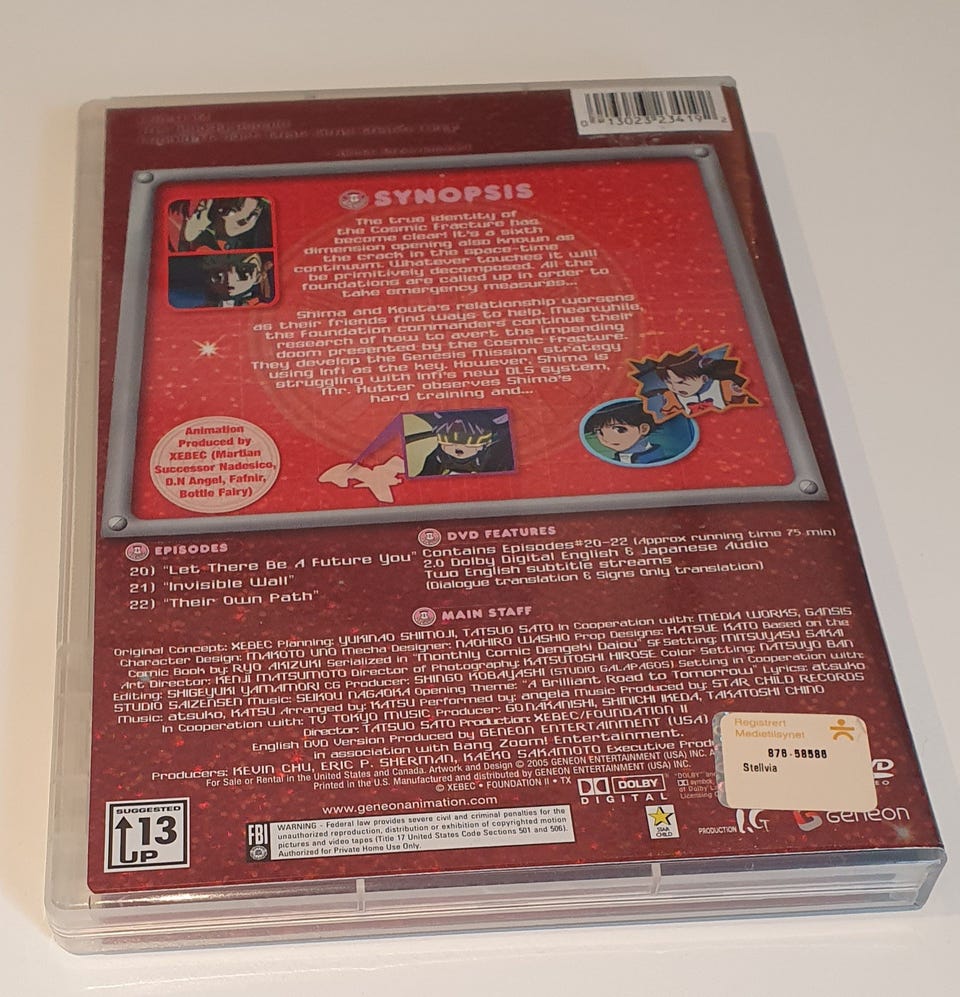 0 13023 23419 2
SYNOPSIS
The true identity of
the Cosmic Fracture has
become clear! It's a sixth
dimension opening also known as
the crack in the space-time
continuum. Whatever touches it will
be primitively decomposed. All the
foundations are called up in order to
take emergency measures...
Shima and Kouta's relationship worsens
as their friends find ways to help. Meanwhile,
the Foundation commanders continue their
research of how to avert the impending
doom presented by the Cosmic Fracture.
They develop the Genesis Mission strategy
using Infi as the key. However, Shima is
struggling with Infi's new DLS system,
Mr. Hutter observes Shima's
hard training and...
Animation
Produced by
XEBEC (Martian
Successor Nadesico,
D.N Angel, Fafnir,
Bottle Fairy)
EPISODES
20) "Let There Be A Future You"
21) "Invisible Wall"
22) "Their Own Path"
DVD FEATURES
Contains Episodes#20-22 (Approx running time 75 min)
2.0 Dolby Digital English & Japanese Audio
Two English subtitle streams
(Dialogue translation & Signs Only translation)
MAIN STAFF
Original Concept: XEBEC Planning: YUKINAO SHIMOJI, TATSUO SATO In Cooperation with: MEDIA WORKS, GANSIS
Character Design: MAKOTO UNO Mecha Designer: NAOHIRO WASHIO Prop Designs: HATSUE KATO Based on the
Comic Book by RYO AKIZUKI Serialized in "Monthly Comic Dengeki Daiou" SF Setting: MITSUYASU SAKAI
Art Director: KENJI MATSUMOTO Director of Photography: KATSUTOSHI HIROSE Color Setting: NATSUYO BAN
Editing: SHIGEYUKI YAMAMORI CG Producer: SHINGO KOBAYASHI (STUDIO GALAPAGOS) Setting in Cooperation with:
STUDIO SAIZENSEN Music: SEIKOU NAGAOKA Opening Theme: "A Brilliant Road to Tomorrow" Lyrics: atsuko
Music: atsuko, KATSU Arranged by: KATSU Performed by: angela Music Produced by: STAR CHILD RECORDS
In Cooperation with: TV TOKYO Music Producer: GO NAKANISHI, SHINICHI IKEDA, TAKATOSHI CHINO
Director: TATSUO SATO Production: XEBEC/FOUNDATION II
English DVD Version Produced by GENEON ENTERTAINMENT (USA)
in association with Bang Zoom Entertainment.
Producers: KEVIN CHU, ERIC P. SHERMAN, KAEKO SAKAMOTO Executive Prod
For Sale or Rental in the United States and Canada. Artwork and Design © 2005 GENEON ENTERTAINMENT (USA) INC. A
Printed in the U.S. Manufactured and distributed by GENEON ENTERTAINMENT (USA) INC.
© XEBEC • FOUNDATION II • TX
www.geneonanimation.com
Registrert
Medietilsynet
876-58586
Stellvia
SUGGESTED
13
UP
FBI
WARNING - Federal law provides severe civil and criminal penalties for the
unauthorized reproduction, distribution or exhibition of copyrighted motion
pictures and video tapes (Title 17 United States Code Sections 501 and 506).
Authorized for Private Home Use Only.
DOLBY
DIGITAL
"DOLBY" and
symbol
of Dolby La
Licensing C
STAR
CHILD
PRODUCTION I.G
geneon